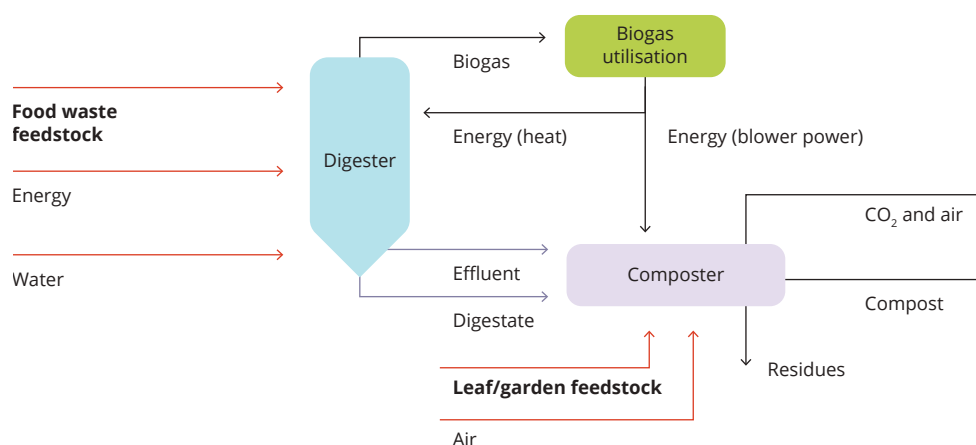 Biogas
utilisation
Biogas
Food waste
feedstock
Energy (heat)
Energy (blower power)
Digester
Energy
CO₂ and air
Water
Effluent
Composter
Compost
Digestate
Residues
Leaf/garden feedstock
Air